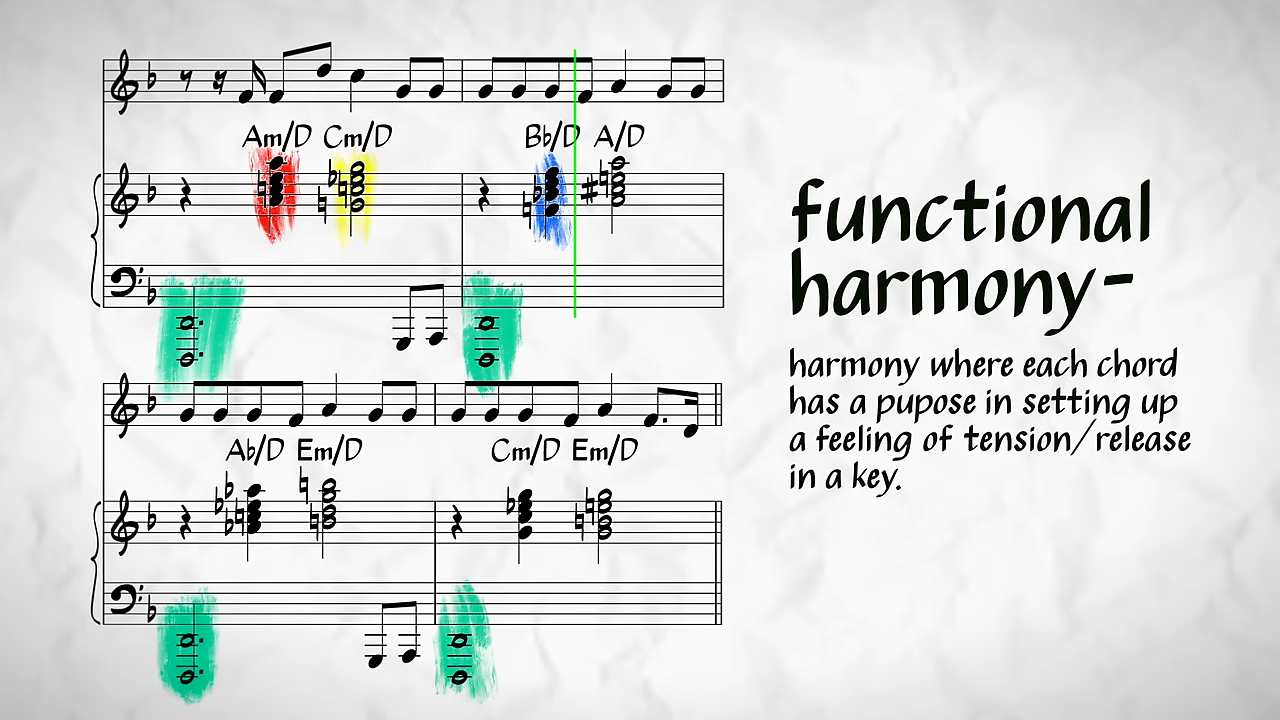 Am/D Cm/D Bb/D A/D
Ab/D Em/D Cm/D Em/D
functional
harmony-
harmony where each chord
has a pupose in setting up
a feeling of tension/release
in a key.